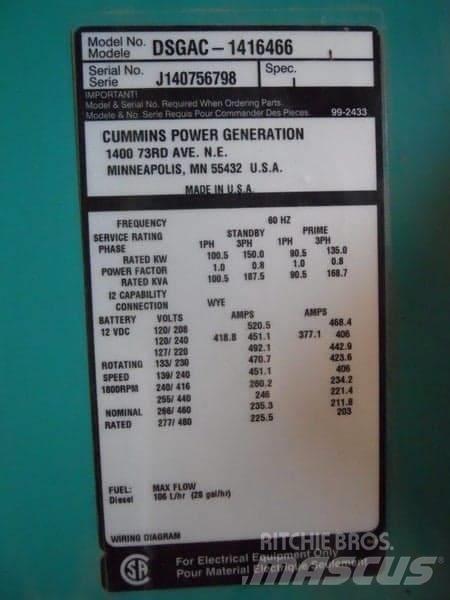 Model No. DSGAC-1416466
Modele
Serial No. J140756798 Spec.
Serie
IMPORTANT!
Model & Serial No. Required When Ordering Parts.
Modele & No. Serie Requis Pour Commander Des Pieces. 99-2433
CUMMINS POWER GENERATION
1400 73RD AVE. N.E.
MINNEAPOLIS, MN 55432 U.S.A.
MADE IN U.S.A.
FREQUENCY 60 HZ
SERVICE RATING STANDBY PRIME
PHASE 1PH 3PH 1PH 3PH
RATED KW 100.5 150.0 90.5 135.0
POWER FACTOR 1.0 0.8 1.0 0.8
RATED KVA 100.5 187.5 90.5 168.7
I2 CAPABILITY
CONNECTION WYE
BATTERY VOLTS AMPS AMPS
12 VDC 120/ 208 520.5 468.4
120/ 240 418.8 451.1 377.1 406
127/ 220 492.1 442.9
ROTATING 133/ 230 470.7 423.6
SPEED 139/ 240 451.1 406
1800RPM 240/ 416 260.2 234.2
255/ 440 246 221.4
NOMINAL 266/ 460 235.3 211.8
RATED 277/ 480 225.5 203
FUEL: MAX FLOW
Diesel 106 L/hr (28 gal/hr)
WIRING DIAGRAM
SA
For Electrical Equipment Only
Pour Material Electrique Seulement
RITCHIE BROS.
MASCUS